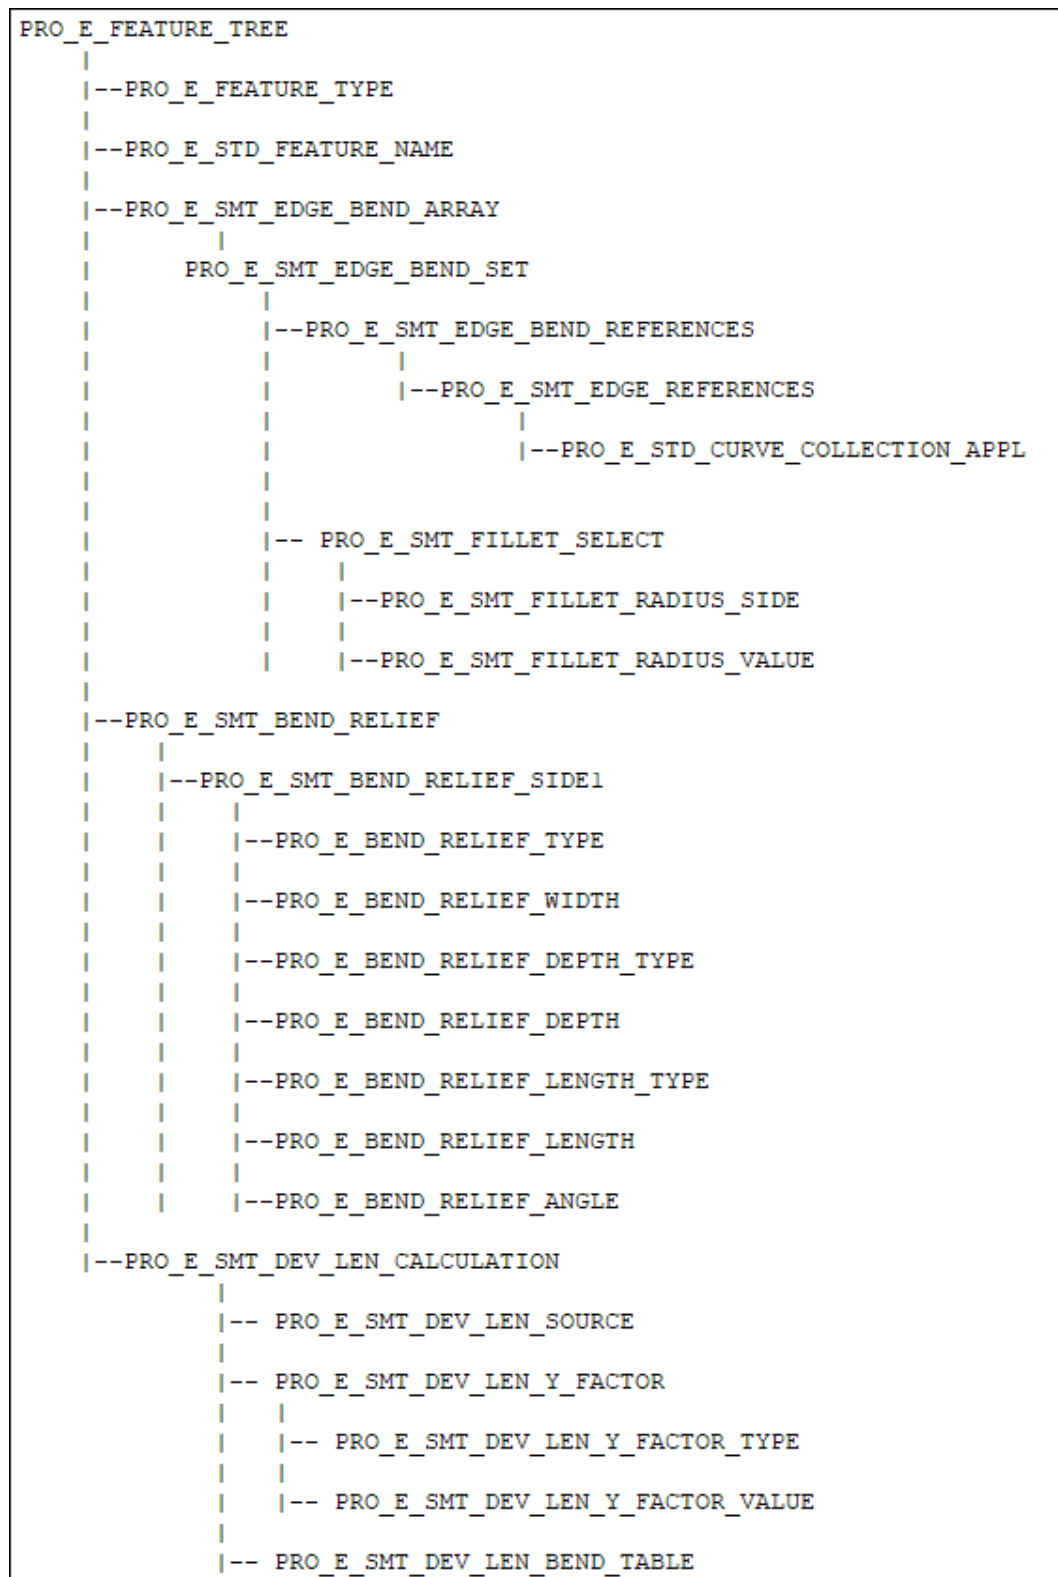 PRO_E_FEATURE_TREE
|
|--PRO_E_FEATURE_TYPE
|
|--PRO_E_STD_FEATURE_NAME
|
|--PRO_E_SMT_EDGE_BEND_ARRAY
|        |
|      PRO_E_SMT_EDGE_BEND_SET
|           |
|           |--PRO_E_SMT_EDGE_BEND_REFERENCES
|           |        |
|           |        |--PRO_E_SMT_EDGE_REFERENCES
|           |                |
|           |                |--PRO_E_STD_CURVE_COLLECTION_APPL
|           |
|           |
|           |-- PRO_E_SMT_FILLET_SELECT
|           |    |
|           |    |--PRO_E_SMT_FILLET_RADIUS_SIDE
|           |    |
|           |    |--PRO_E_SMT_FILLET_RADIUS_VALUE
|
|--PRO_E_SMT_BEND_RELIEF
|    |
|    |--PRO_E_SMT_BEND_RELIEF_SIDE1
|    |    |
|    |    |--PRO_E_BEND_RELIEF_TYPE
|    |    |
|    |    |--PRO_E_BEND_RELIEF_WIDTH
|    |    |
|    |    |--PRO_E_BEND_RELIEF_DEPTH_TYPE
|    |    |
|    |    |--PRO_E_BEND_RELIEF_DEPTH
|    |    |
|    |    |--PRO_E_BEND_RELIEF_LENGTH_TYPE
|    |    |
|    |    |--PRO_E_BEND_RELIEF_LENGTH
|    |    |
|    |    |--PRO_E_BEND_RELIEF_ANGLE
|
|--PRO_E_SMT_DEV_LEN_CALCULATION
         |
         |-- PRO_E_SMT_DEV_LEN_SOURCE
         |
         |-- PRO_E_SMT_DEV_LEN_Y_FACTOR
         |   |
         |   |-- PRO_E_SMT_DEV_LEN_Y_FACTOR_TYPE
         |   |
         |   |-- PRO_E_SMT_DEV_LEN_Y_FACTOR_VALUE
         |
         |-- PRO_E_SMT_DEV_LEN_BEND_TABLE